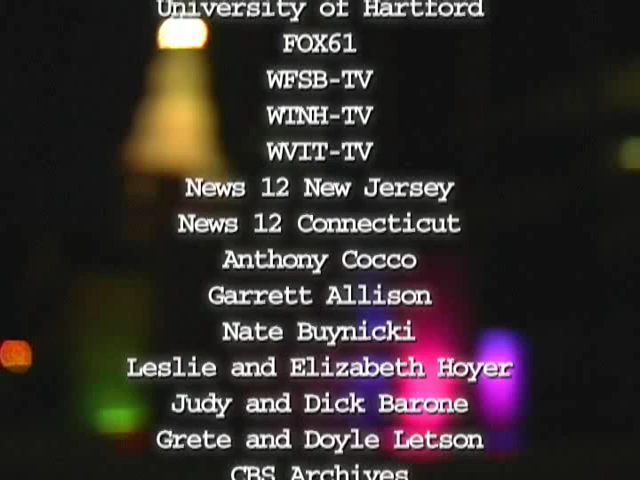 University of Hartford
FOX61
WFSB-TV
WTNH-TV
WVIT-TV
News 12 New Jersey
News 12 Connecticut
Anthony Cocco
Garrett Allison
Nate Buynicki
Leslie and Elizabeth Hoyer
Judy and Dick Barone
Grete and Doyle Letson
CBS Archives